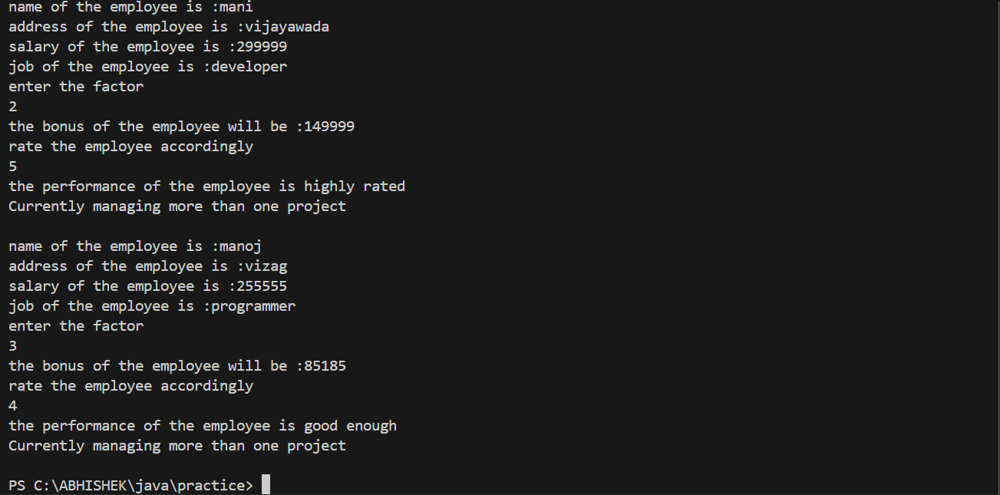 name of the employee is :mani
address of the employee is :vijayawada
salary of the employee is :299999
job of the employee is :developer
enter the factor
2
the bonus of the employee will be :149999
rate the employee accordingly
5
the performance of the employee is highly rated
Currently managing more than one project
name of the employee is :manoj
address of the employee is :vizag
salary of the employee is :255555
job of the employee is :programmer
enter the factor
3
the bonus of the employee will be :85185
rate the employee accordingly
4
the performance of the employee is good enough
Currently managing more than one project
PS C:\ABHISHEK\java\practice>